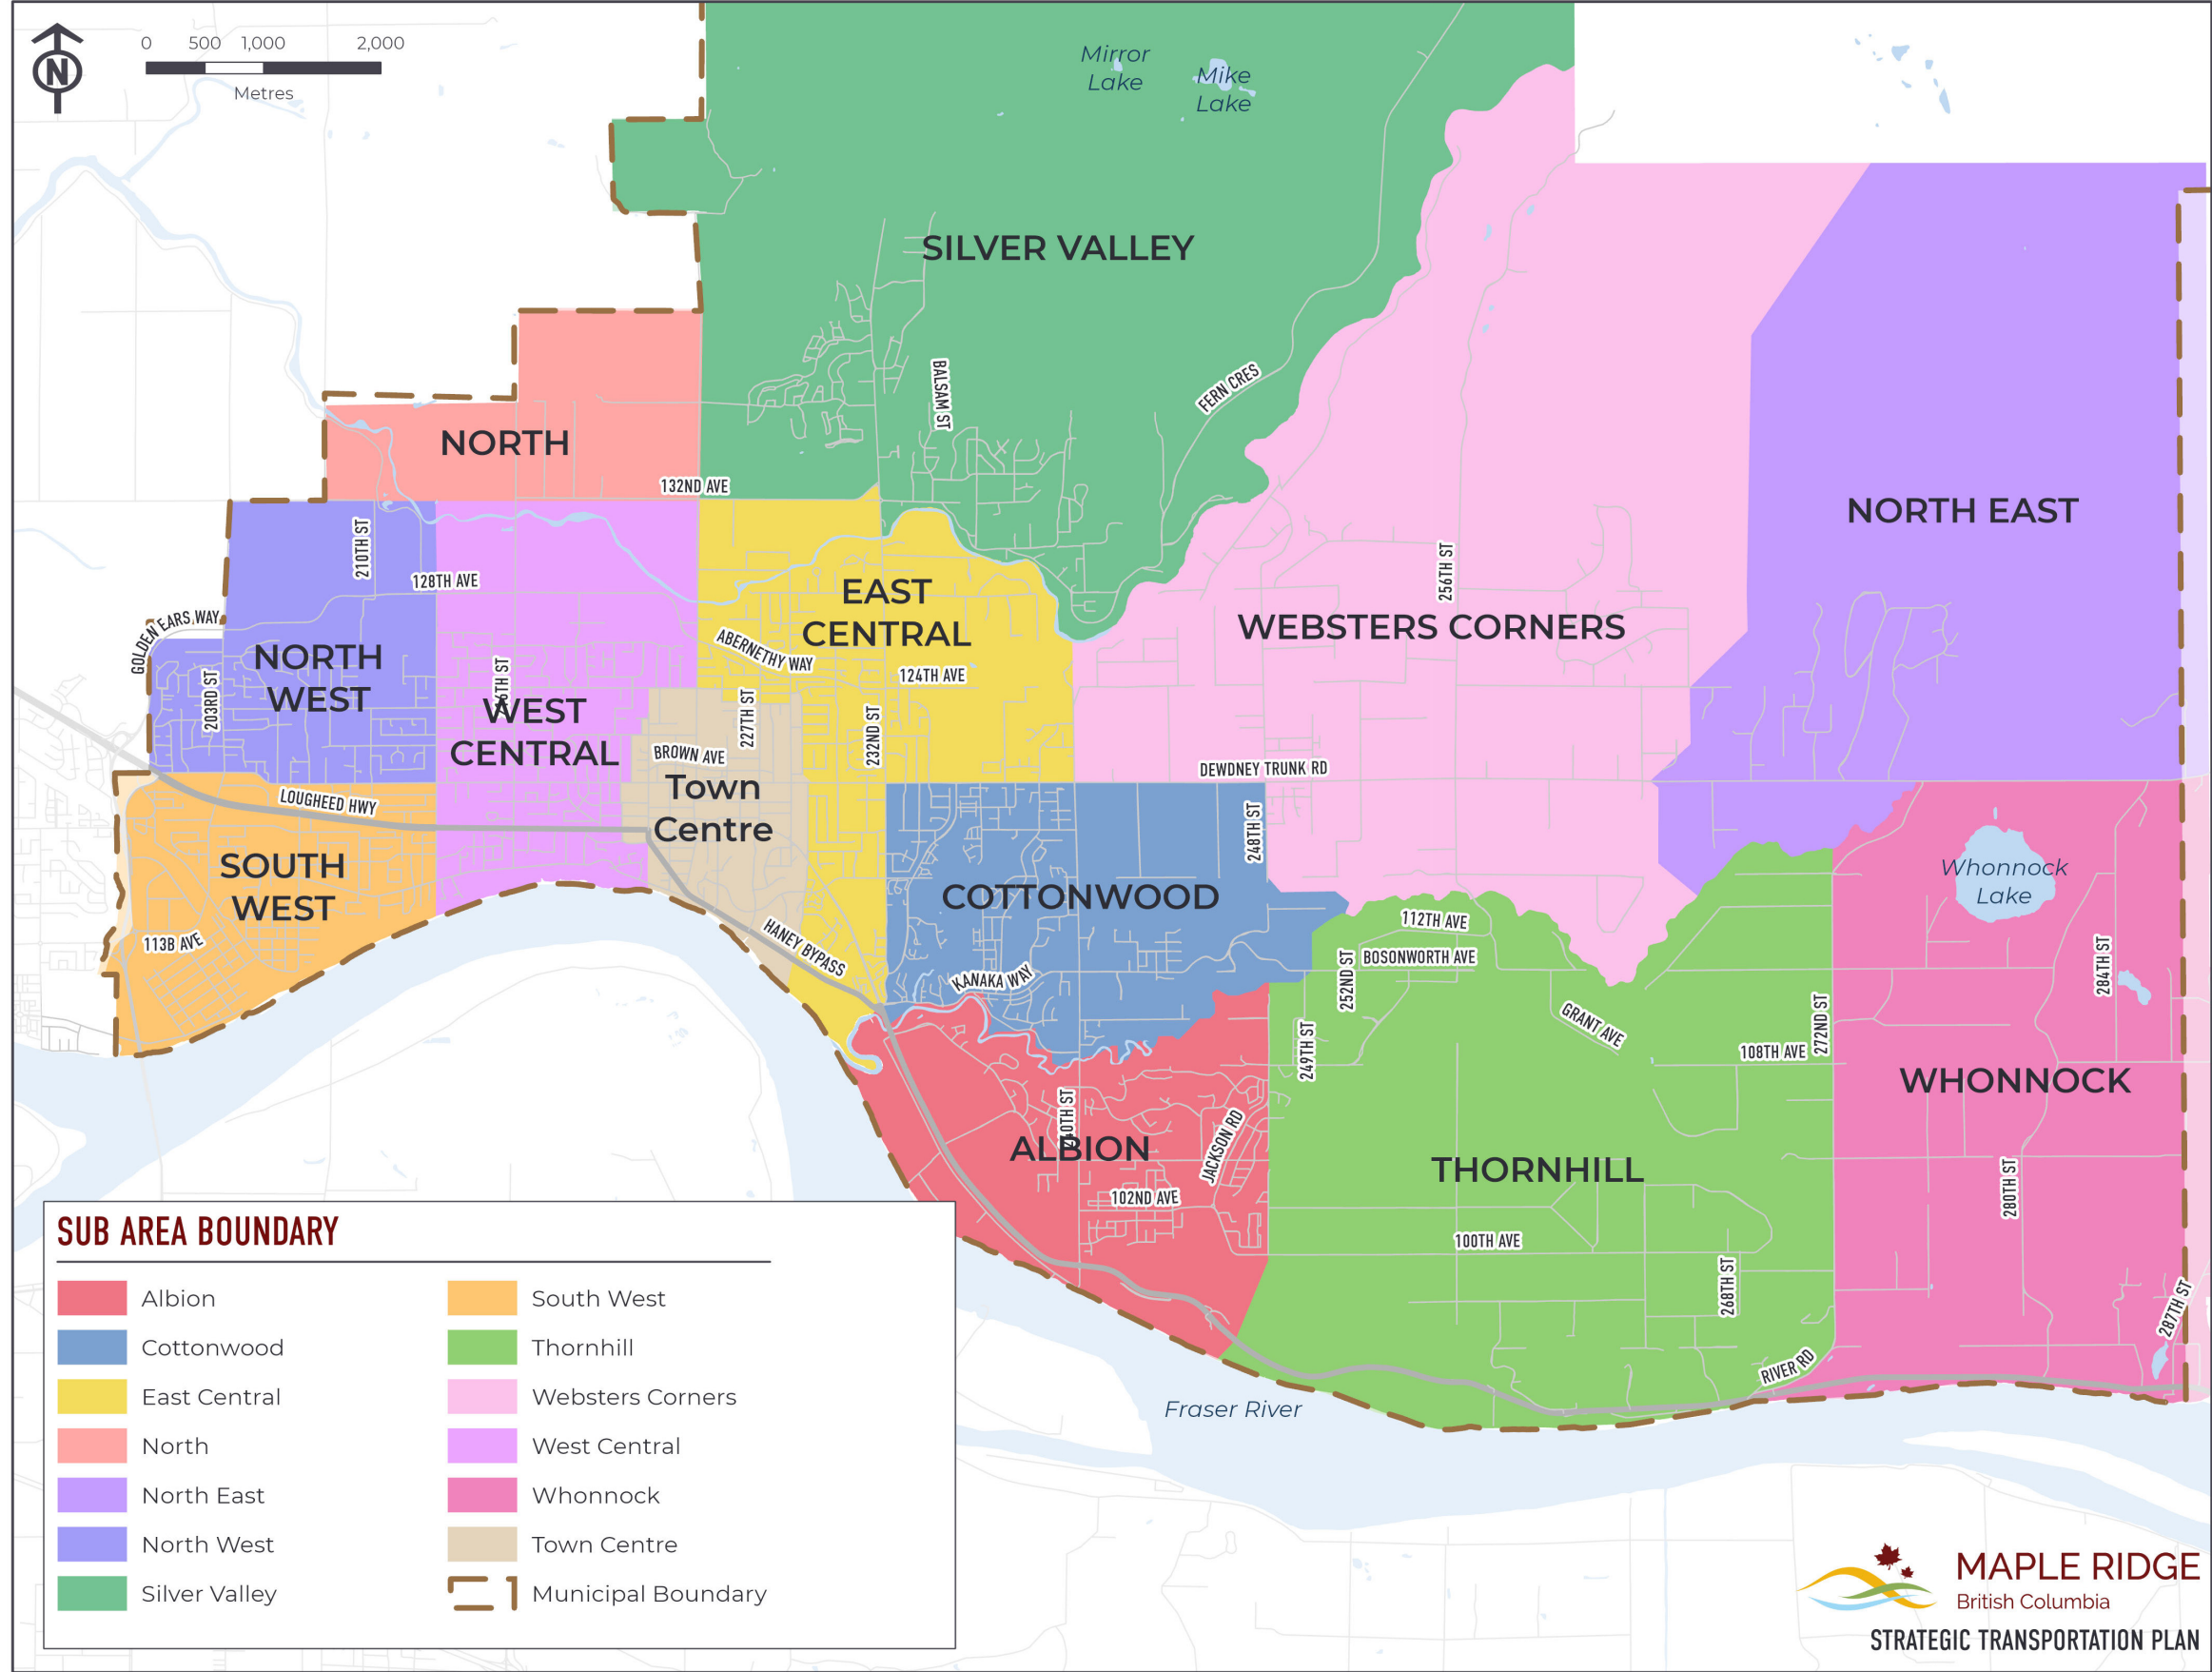 N
0 500 1,000 2,000
Metres
Mirror
Lake
Mike
Lake
SILVER VALLEY
BALSAM ST
FERN CRES
NORTH
132ND AVE
NORTH EAST
210TH ST
128TH AVE
256TH ST
EAST
CENTRAL
GOLDEN EARS WAY
WEBSTERS CORNERS
ABERNETHY WAY
NORTH
WEST
124TH AVE
203RD ST
WEST
CENTRAL
227TH ST
232ND ST
BROWN AVE
DEWDNEY TRUNK RD
Town
Centre
LOUGHEED HWY
248TH ST
SOUTH
WEST
Whonnock
Lake
COTTONWOOD
112TH AVE
113B AVE
HANEY BYPASS
BOSONWORTH AVE
284TH ST
KANAKA WAY
252ND ST
GRANT AVE
272ND ST
249TH ST
108TH AVE
WHONNOCK
240TH ST
ALBION
JACKSON RD
THORNHILL
280TH ST
102ND AVE
100TH AVE
268TH ST
287TH ST
RIVER RD
Fraser River
SUB AREA BOUNDARY
Albion
Cottonwood
East Central
North
North East
North West
Silver Valley
South West
Thornhill
Websters Corners
West Central
Whonnock
Town Centre
Municipal Boundary
MAPLE RIDGE
British Columbia
STRATEGIC TRANSPORTATION PLAN